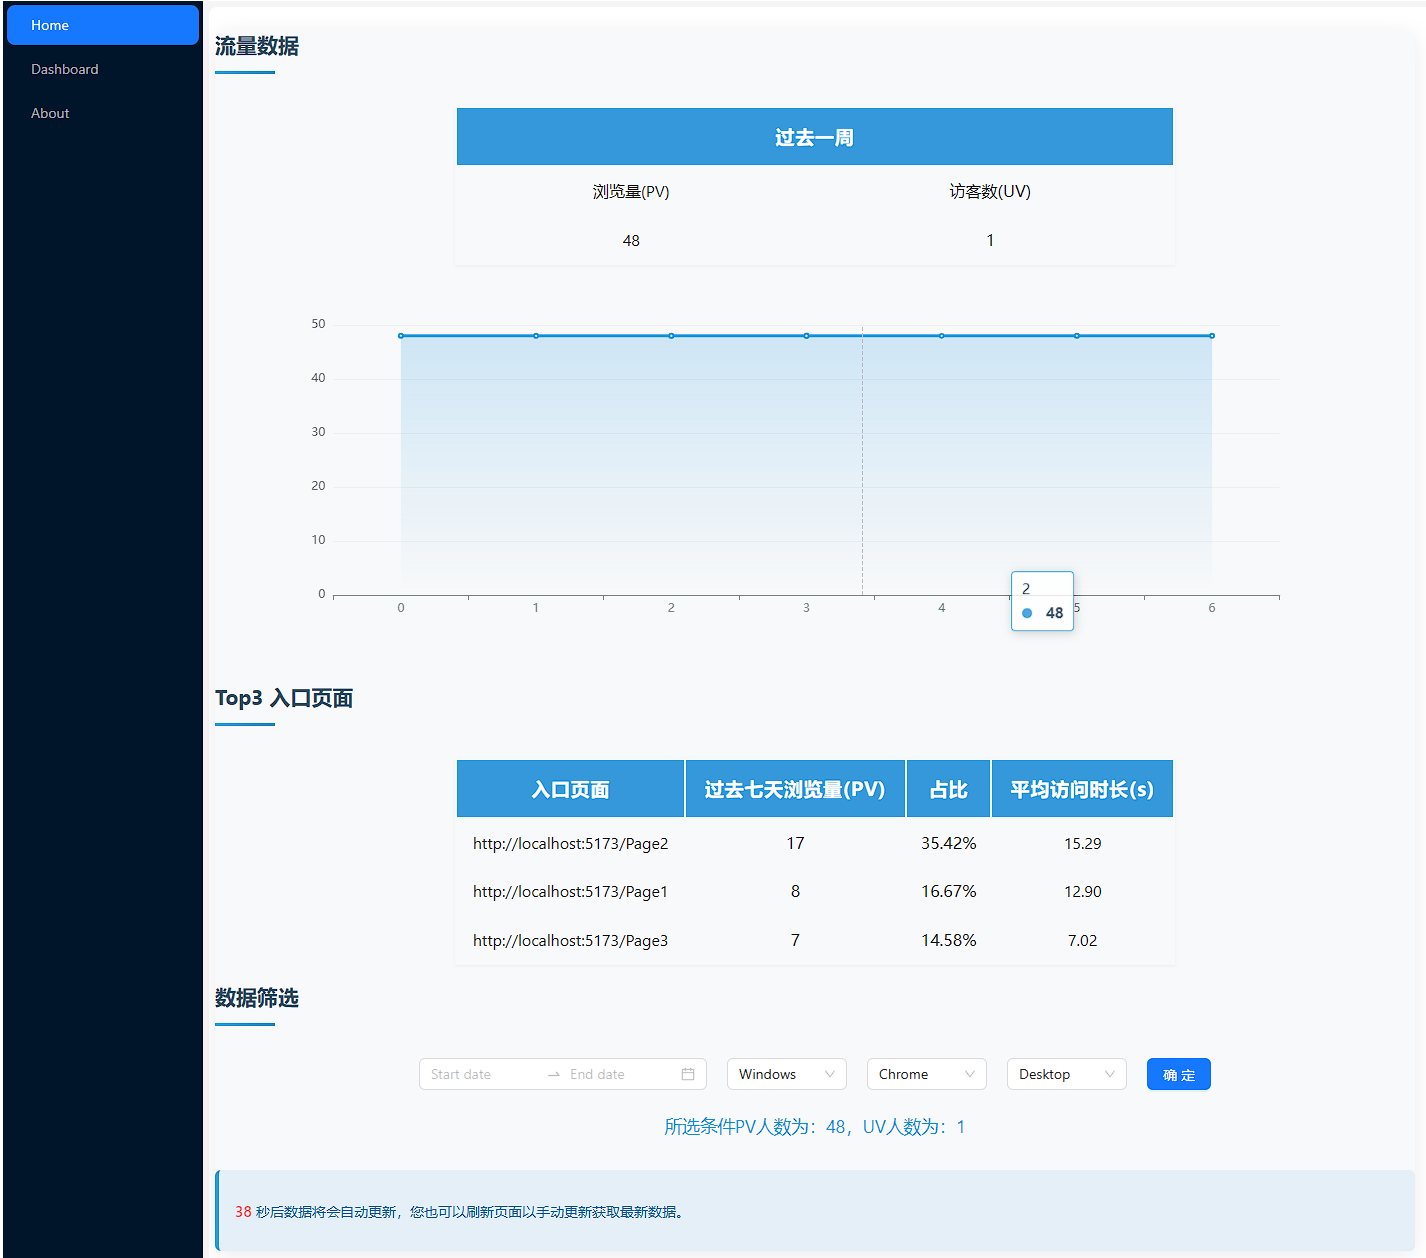 Home
Dashboard
About
流量数据
过去一周
浏览量(PV) 访客数(UV)
48 1
50
40
30
20
10
0
0 1 2 3 4 5 6
2
48
Top3 入口页面
入口页面 过去七天浏览量(PV) 占比 平均访问时长(s)
http://localhost:5173/Page2 17 35.42% 15.29
http://localhost:5173/Page1 8 16.67% 12.90
http://localhost:5173/Page3 7 14.58% 7.02
数据筛选
Start date → End date Windows Chrome Desktop 确 定
所选条件PV人数为：48，UV人数为：1
38 秒后数据将会自动更新，您也可以刷新页面以手动更新获取最新数据。